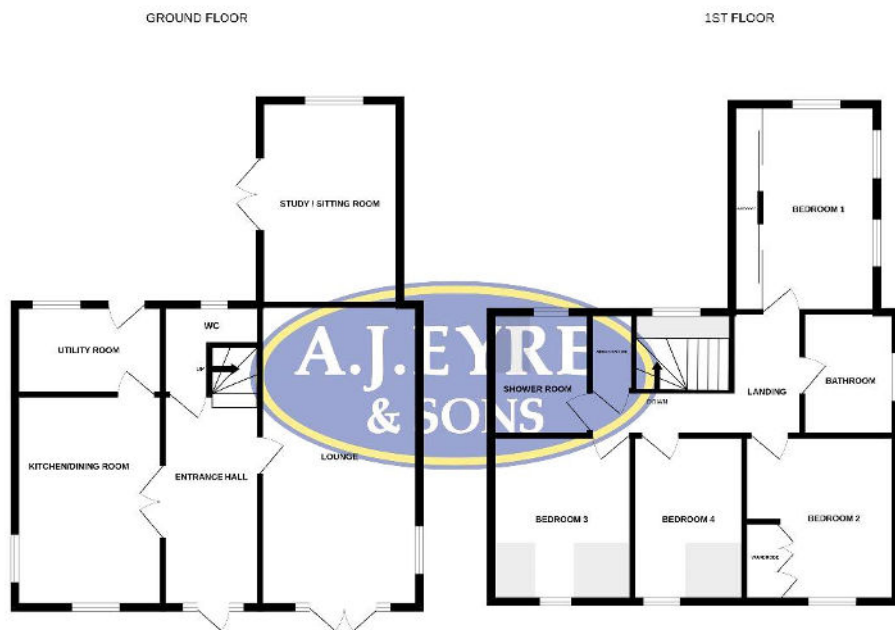 GROUND FLOOR
1ST FLOOR
STUDY / SITTING ROOM
BEDROOM 1
WC
UTILITY ROOM
UP
A.J.EYRE
& SONS
SHOWER ROOM
DOWN
LANDING
BATHROOM
KITCHEN/DINING ROOM
ENTRANCE HALL
LOUNGE
BEDROOM 3
BEDROOM 4
BEDROOM 2
WARDROBE